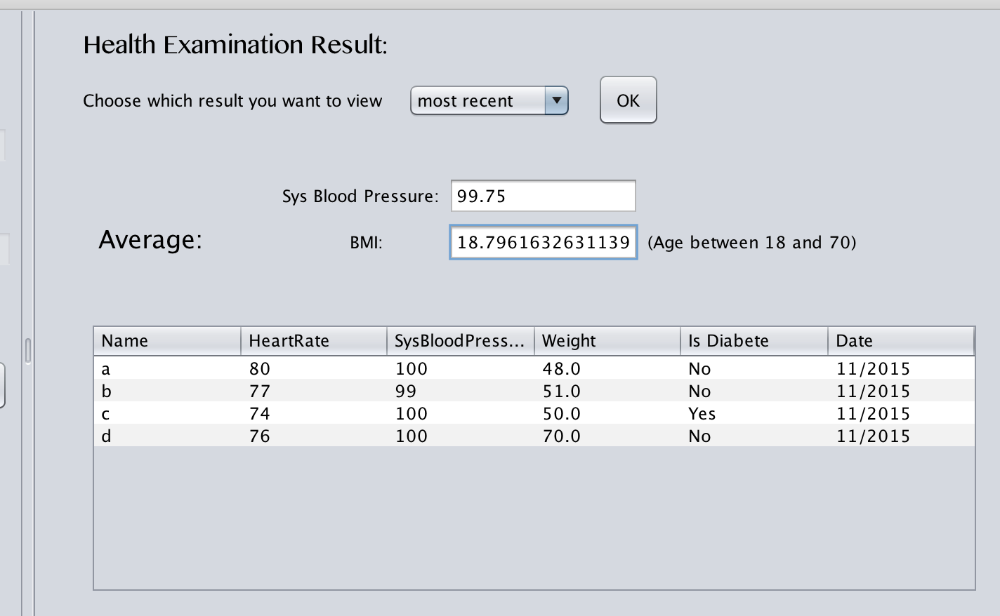 Health Examination Result:
Choose which result you want to view most recent OK
Sys Blood Pressure: 99.75
Average: BMI: 18.7961632631139 (Age between 18 and 70)
Name HeartRate SysBloodPress... Weight Is Diabete Date
a 80 100 48.0 No 11/2015
b 77 99 51.0 No 11/2015
c 74 100 50.0 Yes 11/2015
d 76 100 70.0 No 11/2015